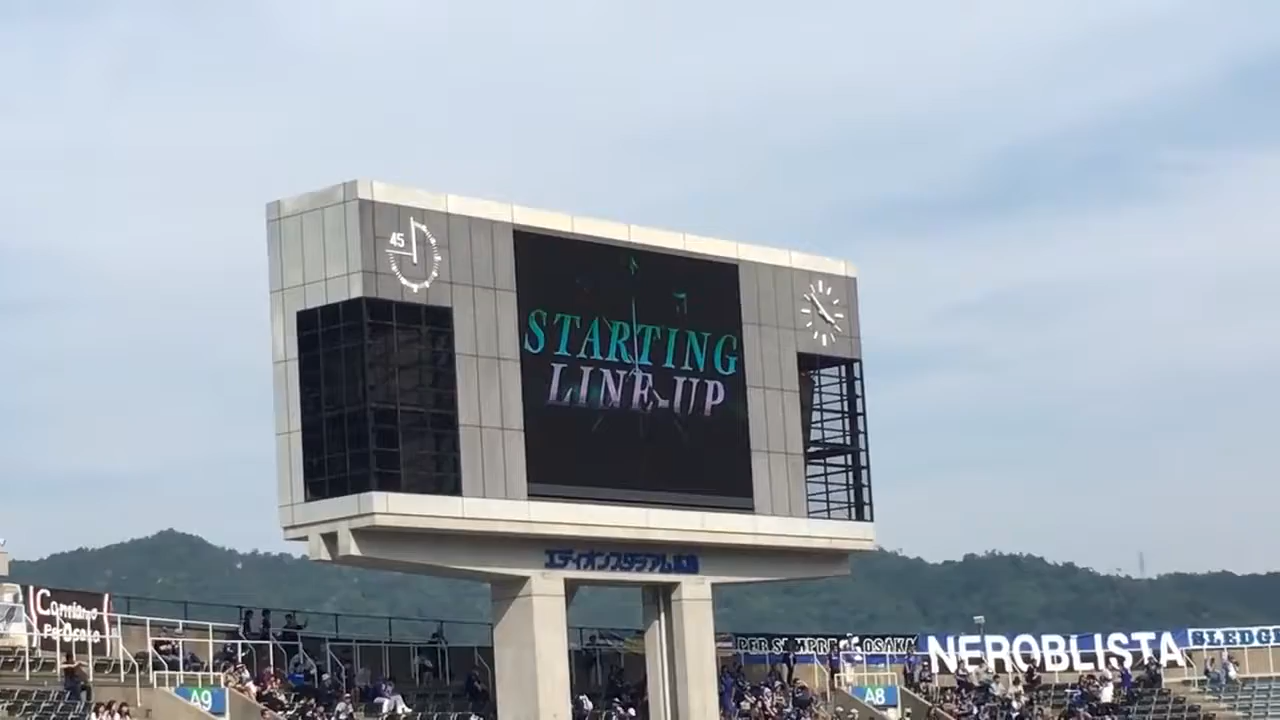 45
STARTING
LINE-UP
エディオンスタジアム広島
Cantiamo
Per Osaka
PER SEMPRE OSAKA
NEROBLISTA
SLEDGE
A9
A8